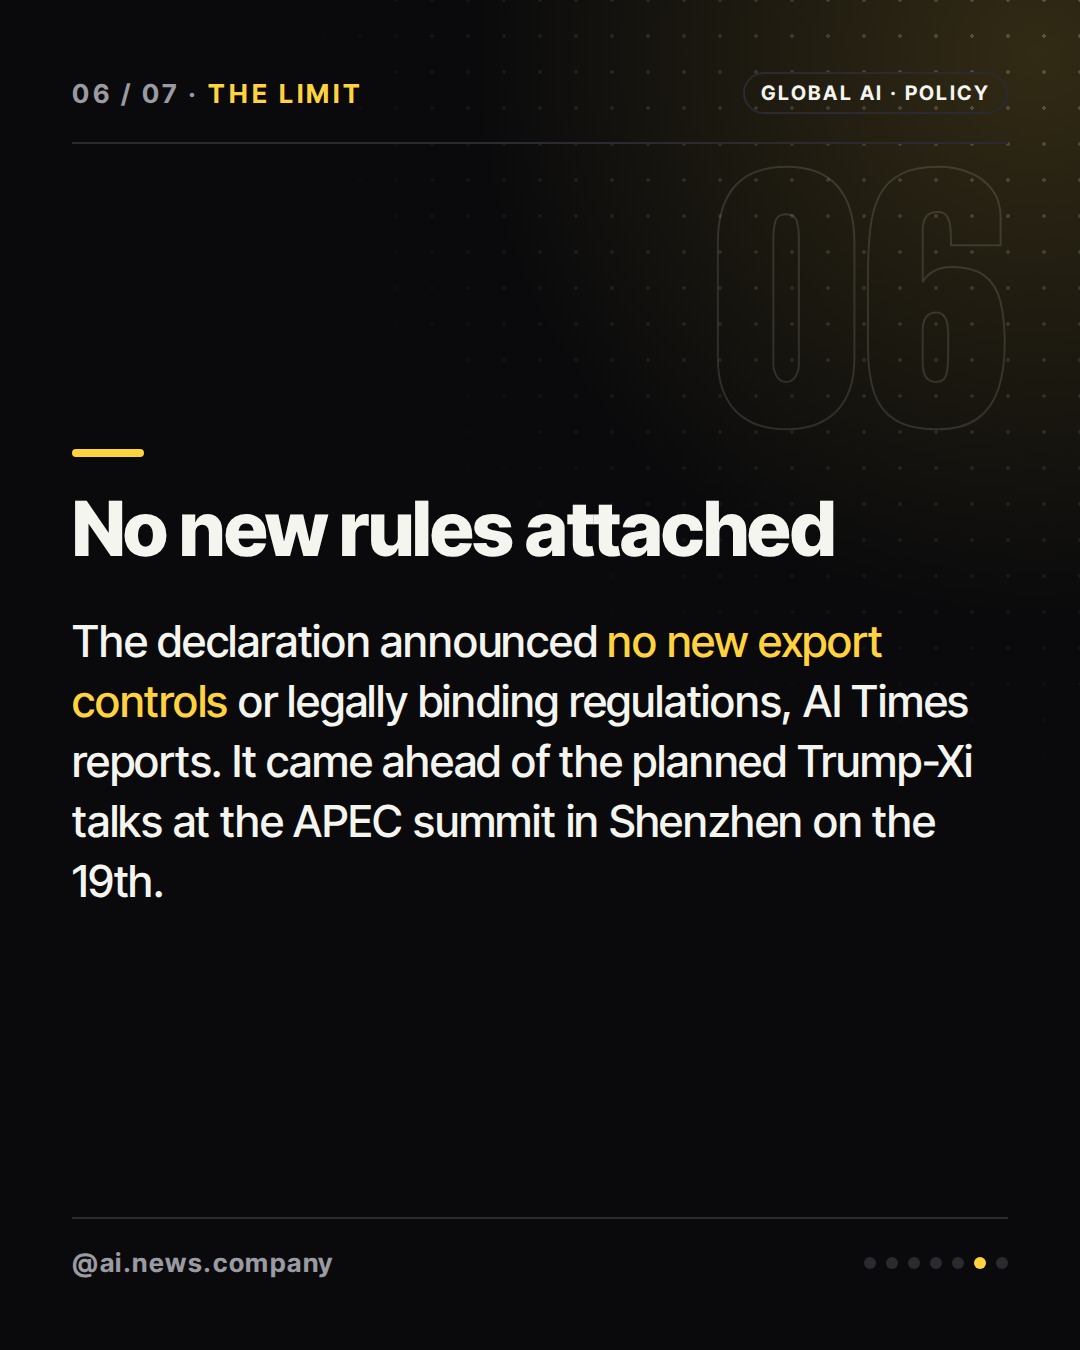 06 / 07 · THE LIMIT
GLOBAL AI · POLICY
06
No new rules attached
The declaration announced no new export
controls or legally binding regulations, AI Times
reports. It came ahead of the planned Trump-Xi
talks at the APEC summit in Shenzhen on the
19th.
@ai.news.company